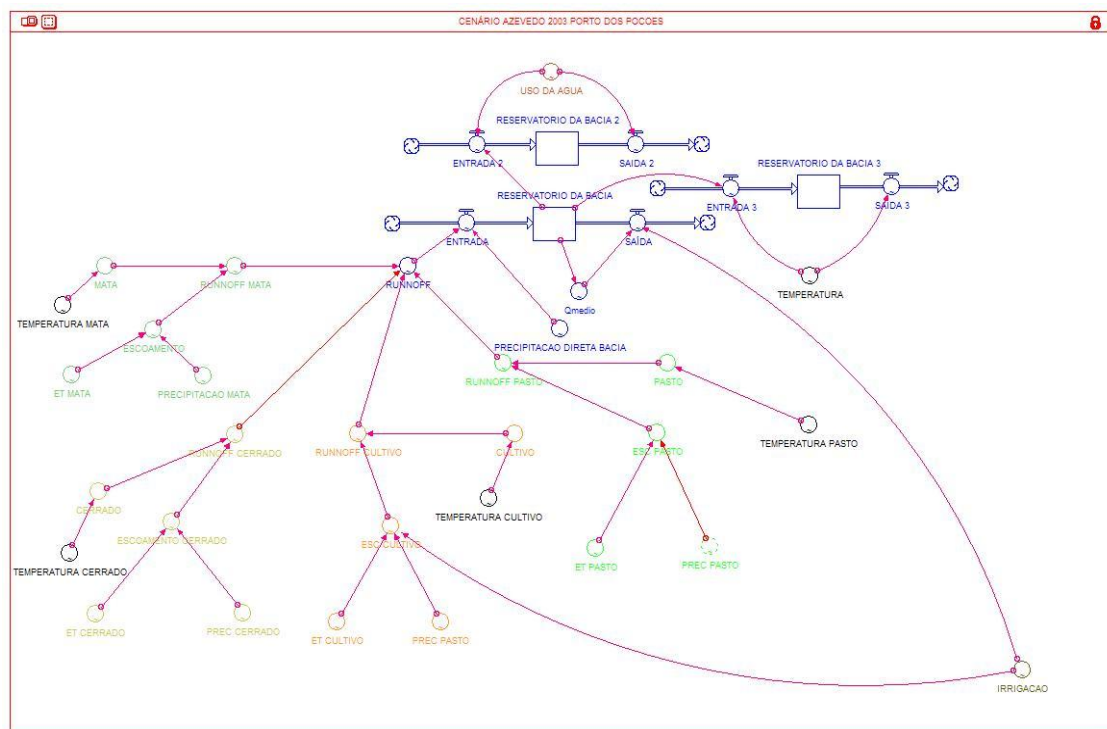 CENÁRIO AZEVEDO 2003 PORTO DOS POCOES
USO DA AGUA
RESERVATORIO DA BACIA 2
ENTRADA 2
SAIDA 2
RESERVATORIO DA BACIA 3
ENTRADA 3
SAIDA 3
RESERVATORIO DA BACIA
ENTRADA
SAÍDA
MATA
RUNNOFF MATA
RUNNOFF
TEMPERATURA
Qmedio
TEMPERATURA MATA
ESCOAMENTO
PRECIPITACAO DIRETA BACIA
ET MATA
PRECIPITACAO MATA
RUNNOFF PASTO
PASTO
TEMPERATURA PASTO
RUNNOFF CERRADO
RUNNOFF CULTIVO
CULTIVO
ESC PASTO
CERRADO
TEMPERATURA CULTIVO
ESCOAMENTO CERRADO
ESC CULTIVO
TEMPERATURA CERRADO
ET PASTO
PREC PASTO
ET CERRADO
PREC CERRADO
ET CULTIVO
PREC PASTO
IRRIGACAO